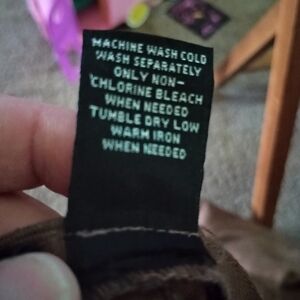 MACHINE WASH COLD
WASH SEPARATELY
ONLY NON-
CHLORINE BLEACH
WHEN NEEDED
TUMBLE DRY LOW
WARM IRON
WHEN NEEDED